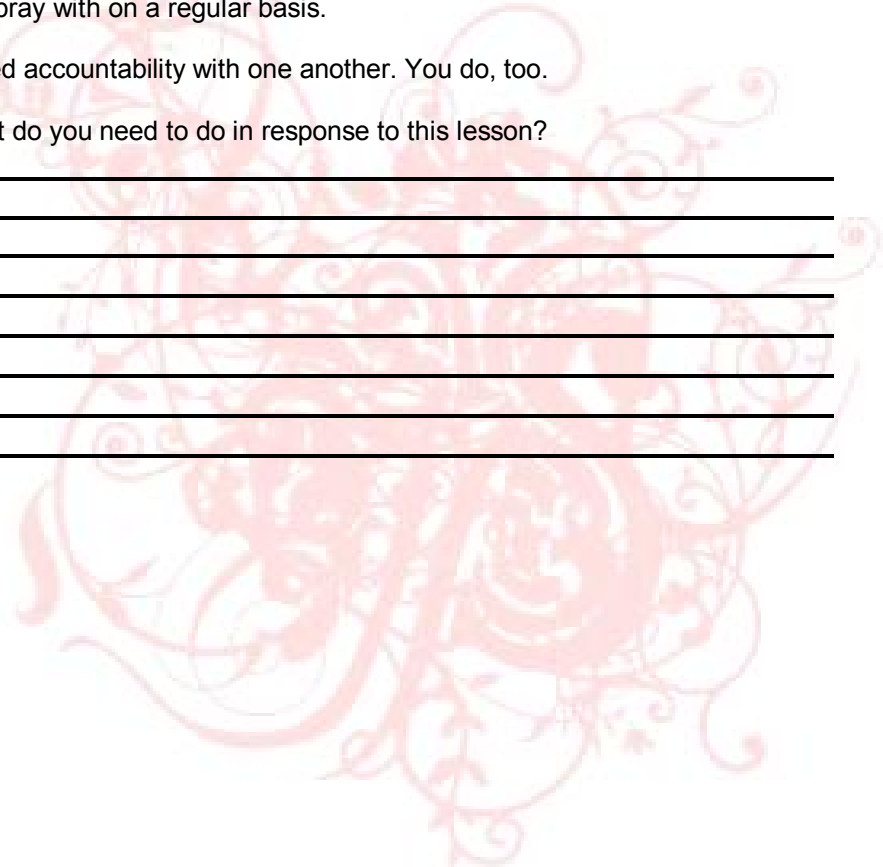 pray with on a regular basis.
ed accountability with one another. You do, too.
t do you need to do in response to this lesson?